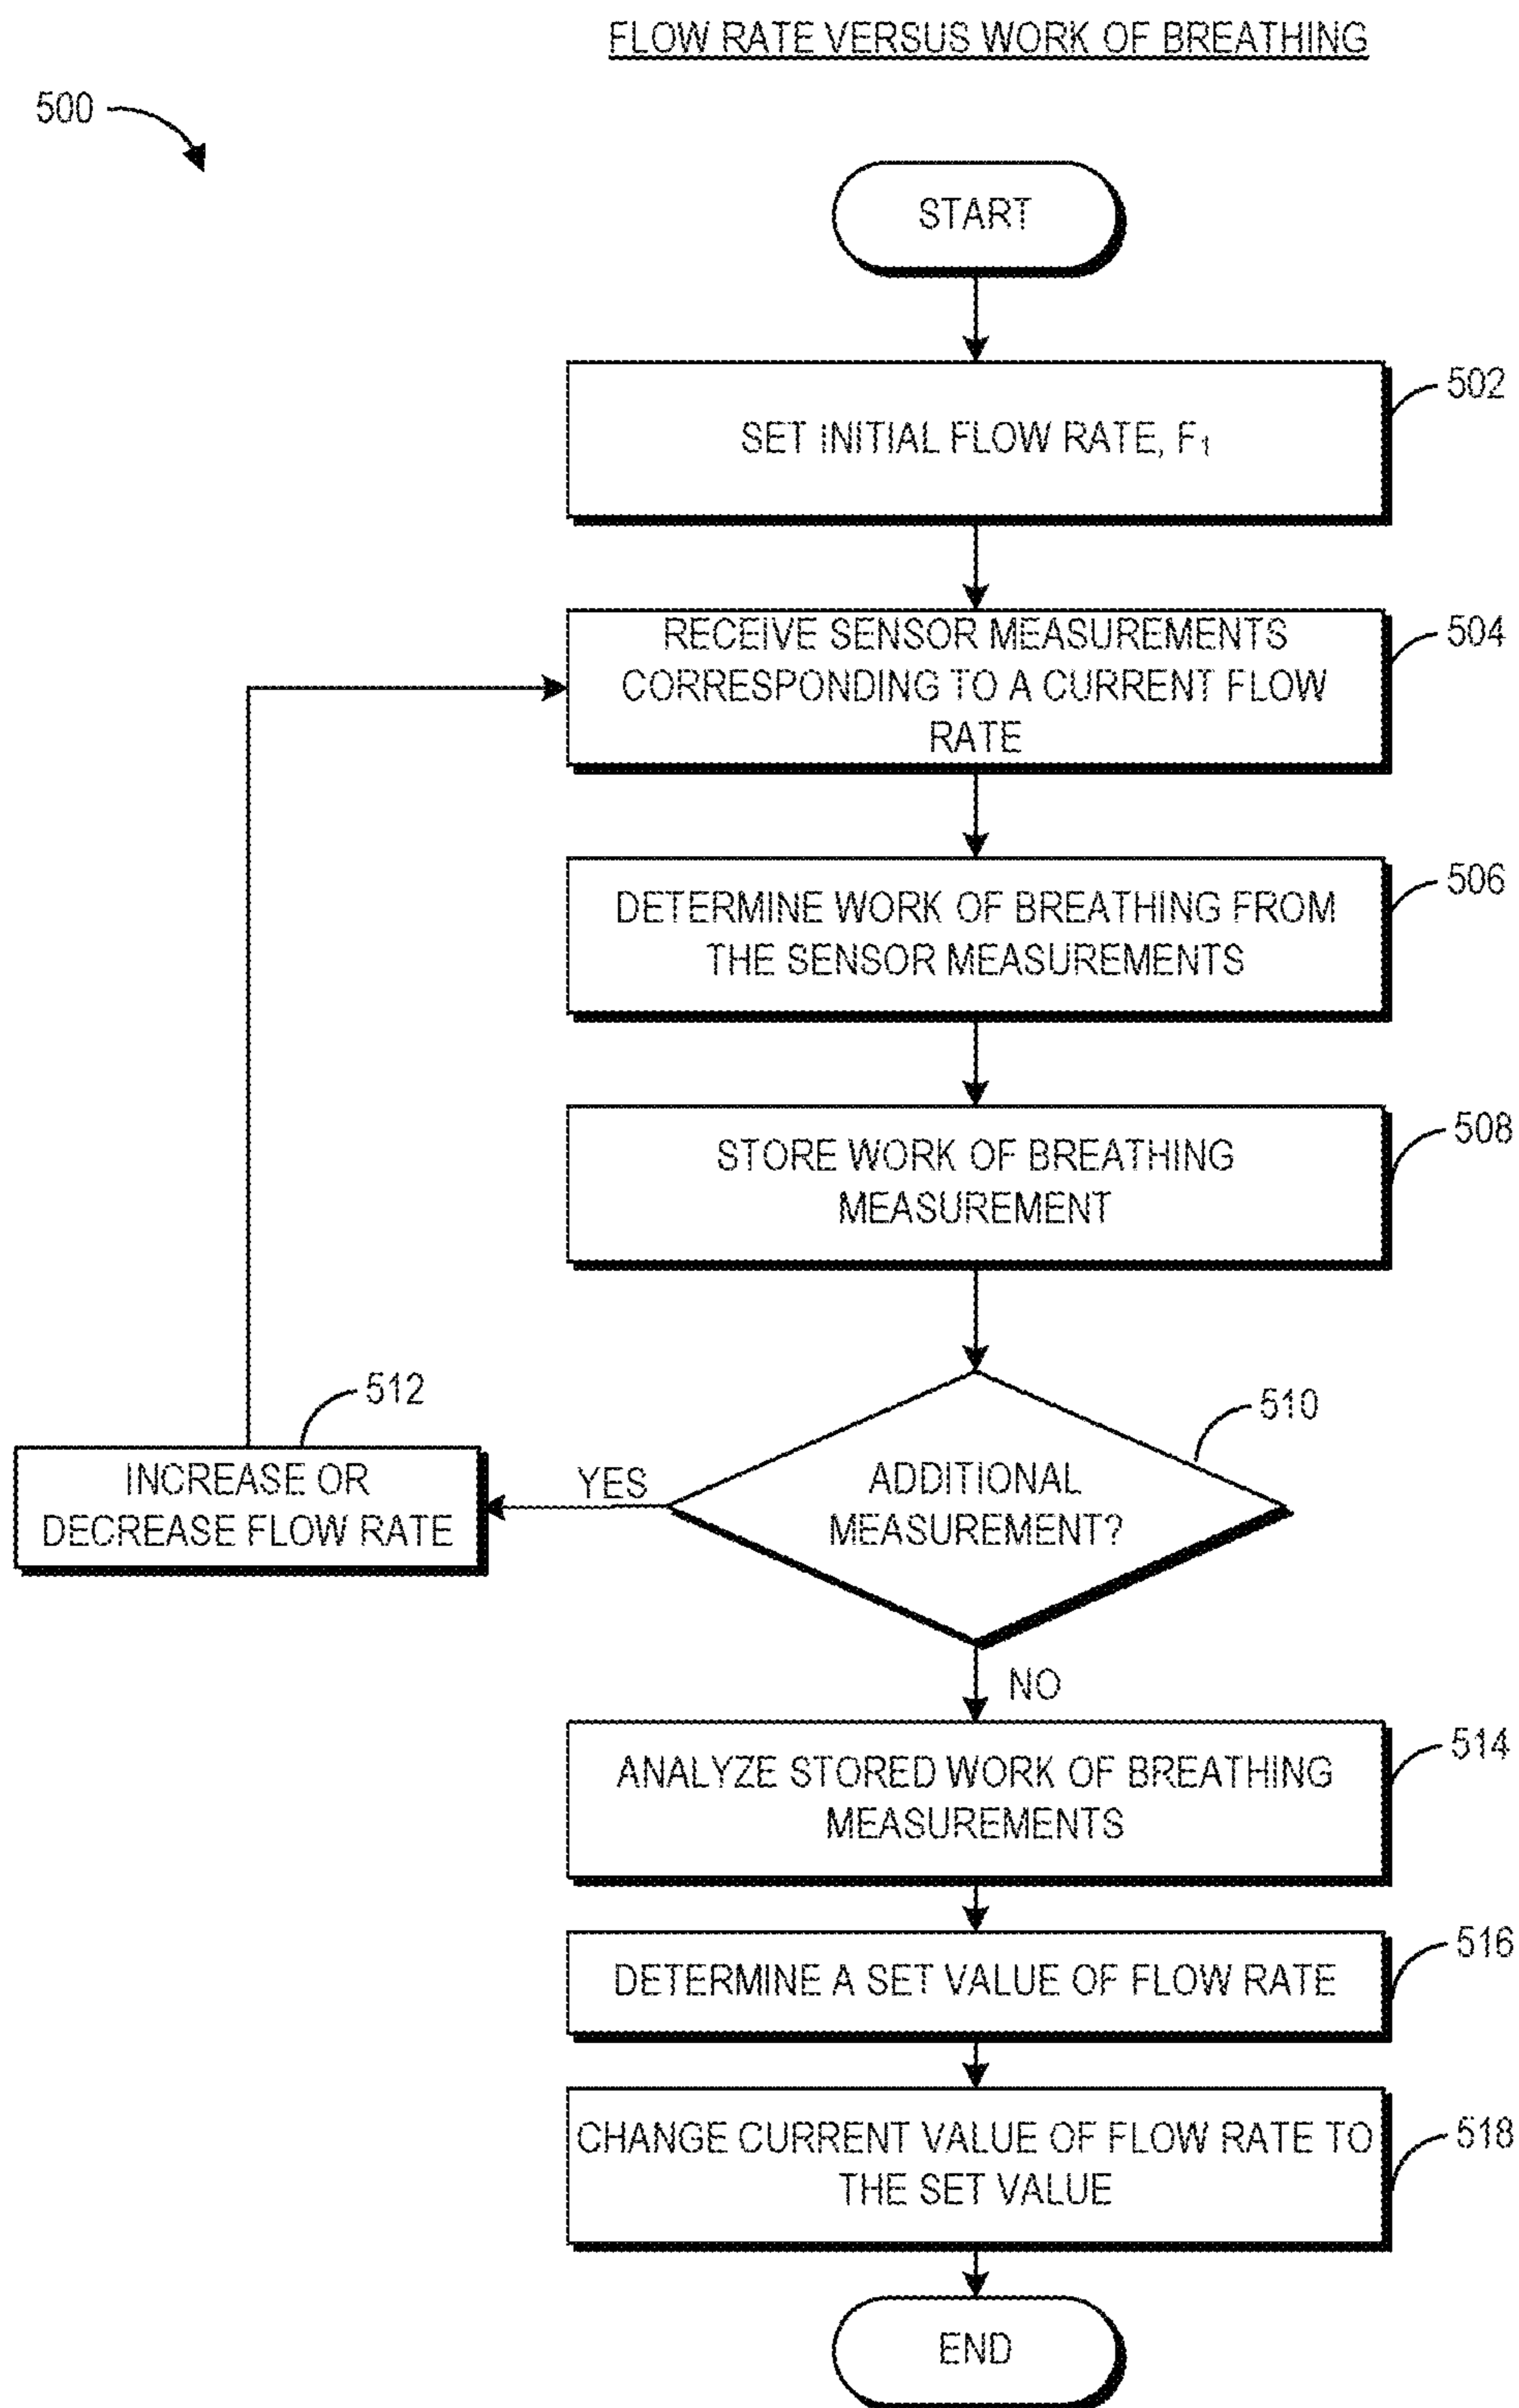 FLOW RATE VERSUS WORK OF BREATHING
500
START
502
SET INITIAL FLOW RATE, F₁
504
RECEIVE SENSOR MEASUREMENTS
CORRESPONDING TO A CURRENT FLOW
RATE
506
DETERMINE WORK OF BREATHING FROM
THE SENSOR MEASUREMENTS
508
STORE WORK OF BREATHING
MEASUREMENT
512
510
INCREASE OR
DECREASE FLOW RATE
YES
ADDITIONAL
MEASUREMENT?
NO
514
ANALYZE STORED WORK OF BREATHING
MEASUREMENTS
516
DETERMINE A SET VALUE OF FLOW RATE
518
CHANGE CURRENT VALUE OF FLOW RATE TO
THE SET VALUE
END